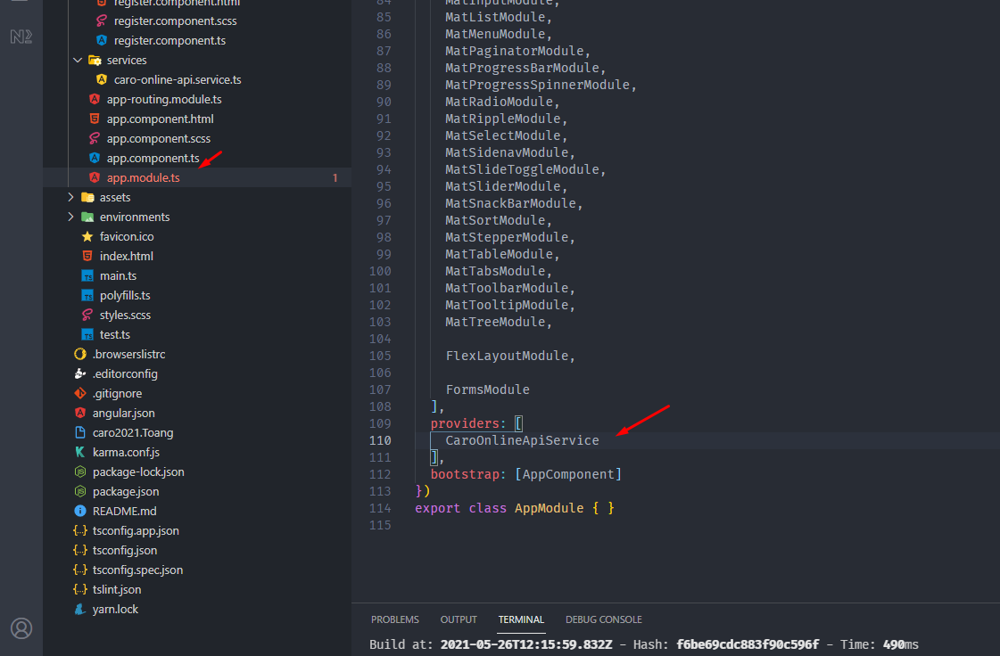 register.component.html
register.component.scss
register.component.ts
services
caro-online-api.service.ts
app-routing.module.ts
app.component.html
app.component.scss
app.component.ts
app.module.ts 1
assets
environments
favicon.ico
index.html
main.ts
polyfills.ts
styles.scss
test.ts
.browserslistrc
.editorconfig
.gitignore
angular.json
caro2021.Toang
karma.conf.js
package-lock.json
package.json
README.md
tsconfig.app.json
tsconfig.json
tsconfig.spec.json
tslint.json
yarn.lock
84 MatInputModule,
85 MatListModule,
86 MatMenuModule,
87 MatPaginatorModule,
88 MatProgressBarModule,
89 MatProgressSpinnerModule,
90 MatRadioModule,
91 MatRippleModule,
92 MatSelectModule,
93 MatSidenavModule,
94 MatSlideToggleModule,
95 MatSliderModule,
96 MatSnackBarModule,
97 MatSortModule,
98 MatStepperModule,
99 MatTableModule,
100 MatTabsModule,
101 MatToolbarModule,
102 MatTooltipModule,
103 MatTreeModule,
104
105 FlexLayoutModule,
106
107 FormsModule
108 ],
109 providers: [
110 CaroOnlineApiService
111 ],
112 bootstrap: [AppComponent]
113 })
114 export class AppModule { }
115
PROBLEMS OUTPUT TERMINAL DEBUG CONSOLE
Build at: 2021-05-26T12:15:59.832Z - Hash: f6be69cdc883f90c596f - Time: 490ms